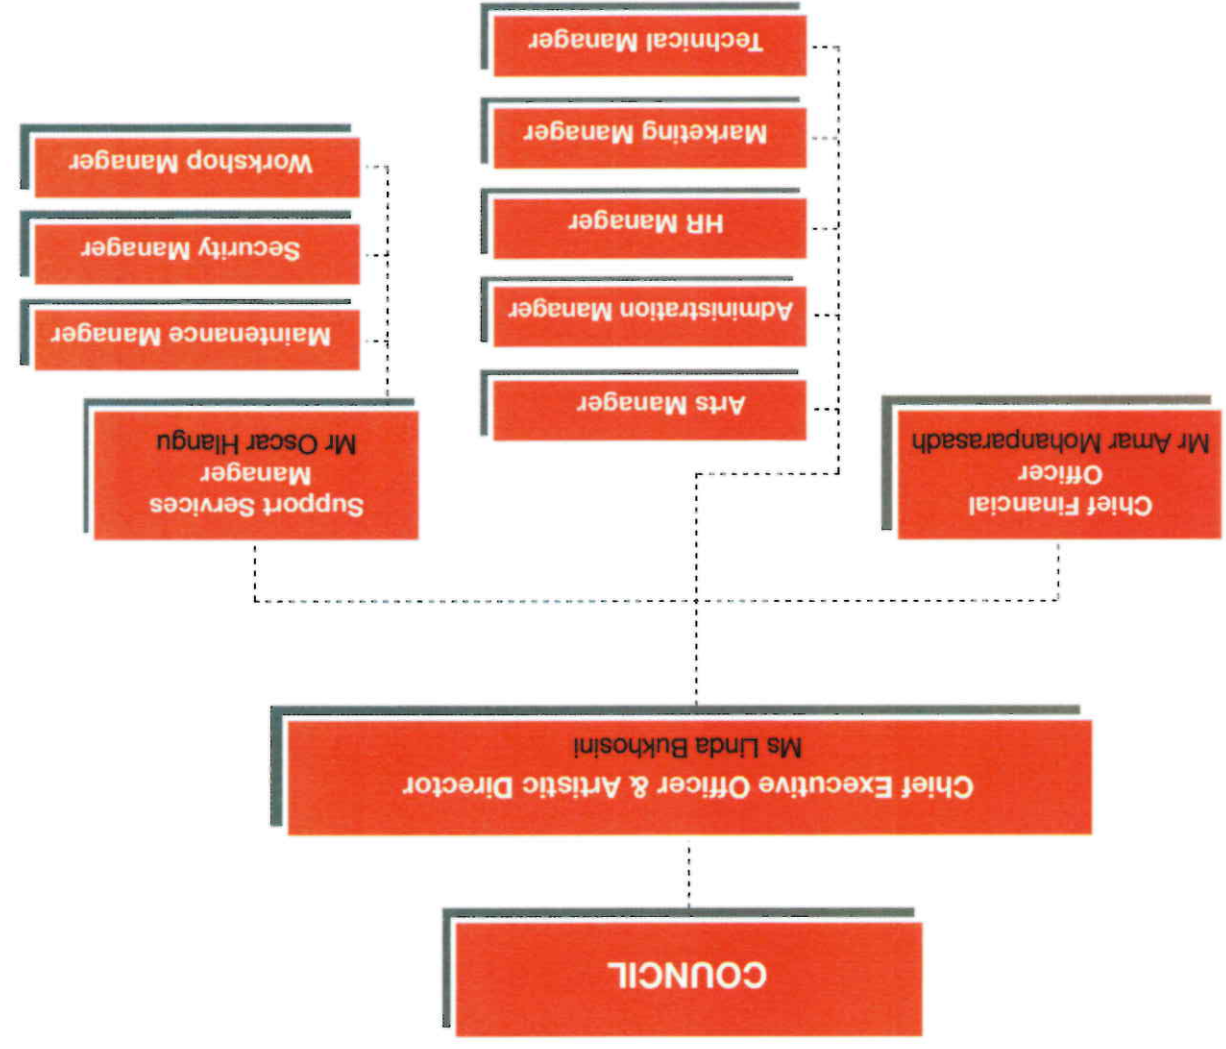 COUNCIL
Chief Executive Officer & Artistic Director
Ms Linda Bukhosini
Chief Financial
Officer
Mr Amar Mohanparasadh
Arts Manager
Administration Manager
HR Manager
Marketing Manager
Technical Manager
Support Services
Manager
Mr Oscar Hlangu
Maintenance Manager
Security Manager
Workshop Manager